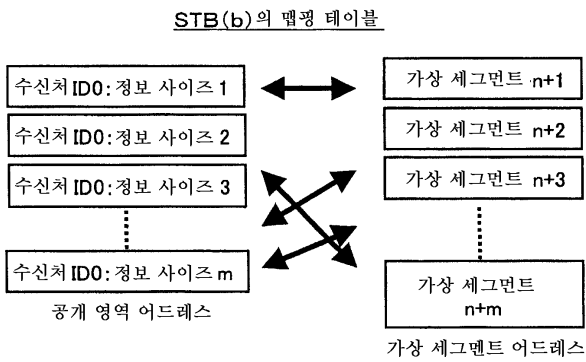 STB(b)의 맵핑 테이블
수신처 ID0: 정보 사이즈 1
수신처 ID0: 정보 사이즈 2
수신처 ID0: 정보 사이즈 3
수신처 ID0: 정보 사이즈 m
공개 영역 어드레스
가상 세그먼트 n+1
가상 세그먼트 n+2
가상 세그먼트 n+3
가상 세그먼트
n+m
가상 세그멘트 어드레스